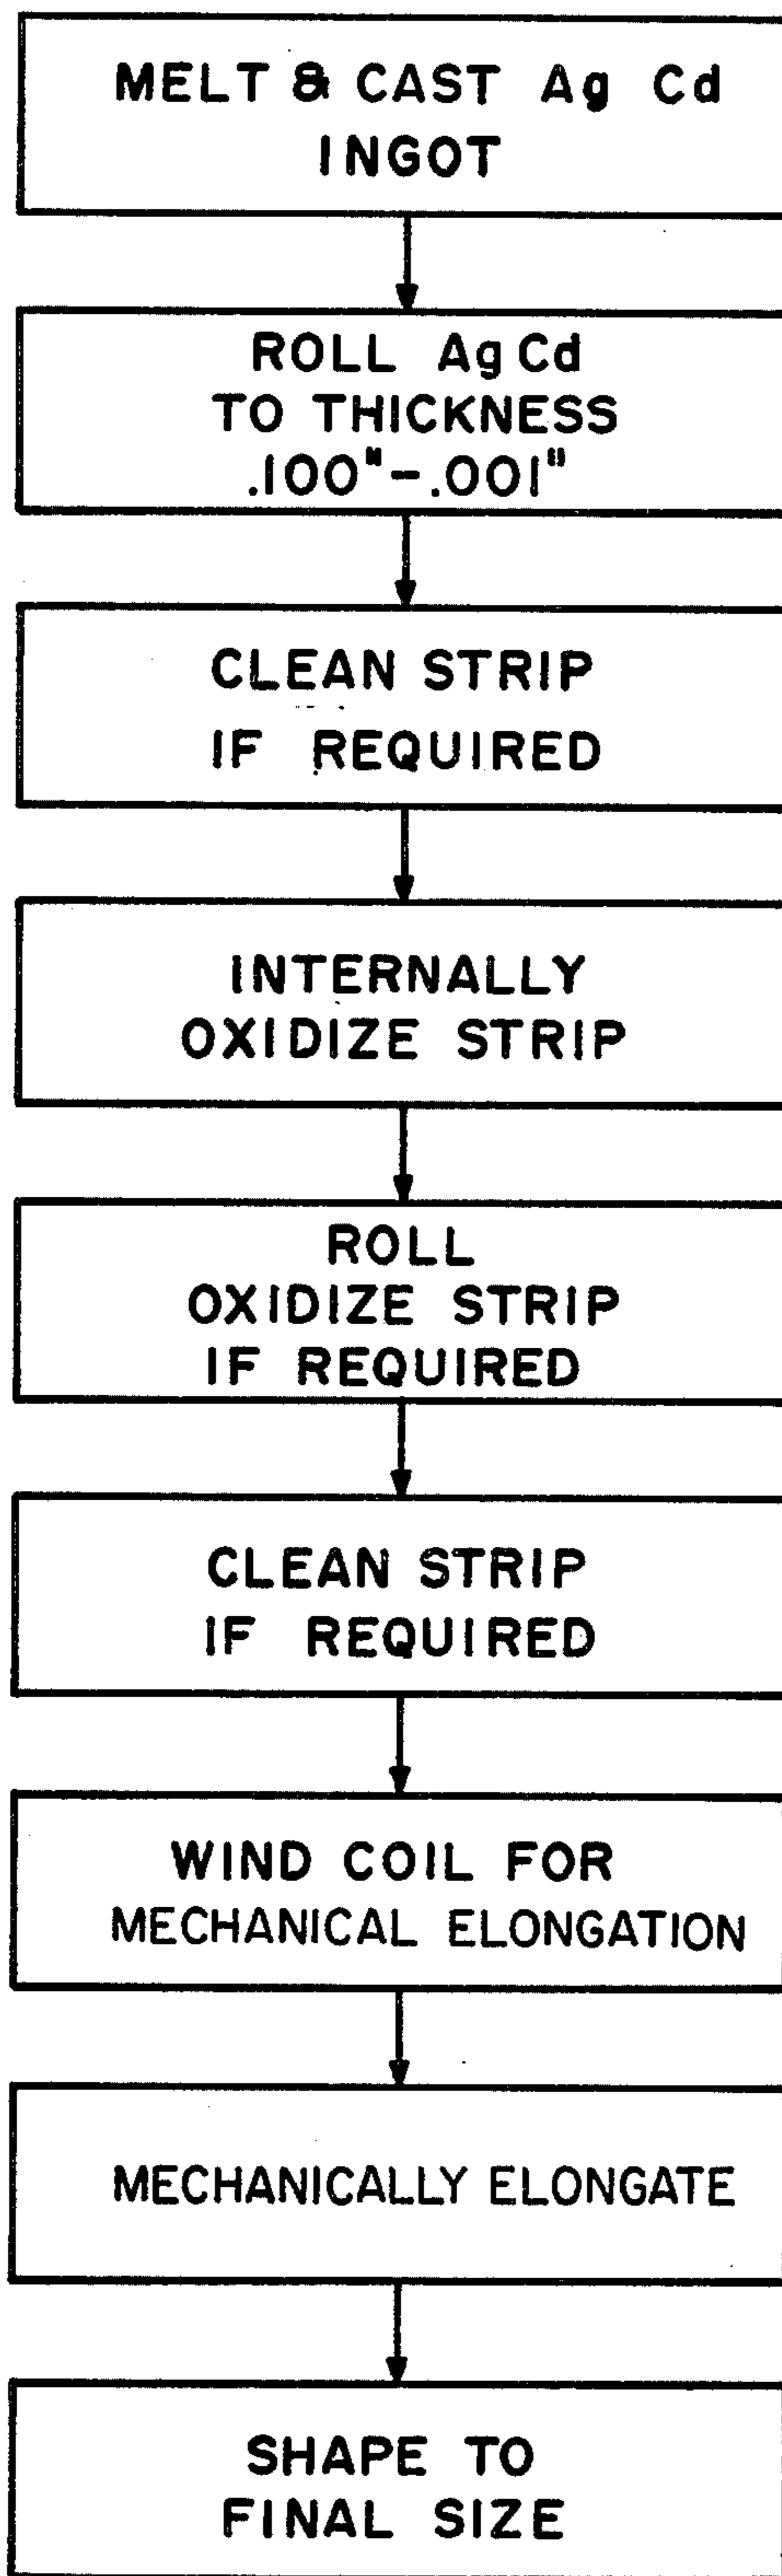 MELT & CAST Ag Cd
INGOT
ROLL Ag Cd
TO THICKNESS
.100"-.001"
CLEAN STRIP
IF REQUIRED
INTERNALLY
OXIDIZE STRIP
ROLL
OXIDIZE STRIP
IF REQUIRED
CLEAN STRIP
IF REQUIRED
WIND COIL FOR
MECHANICAL ELONGATION
MECHANICALLY ELONGATE
SHAPE TO
FINAL SIZE